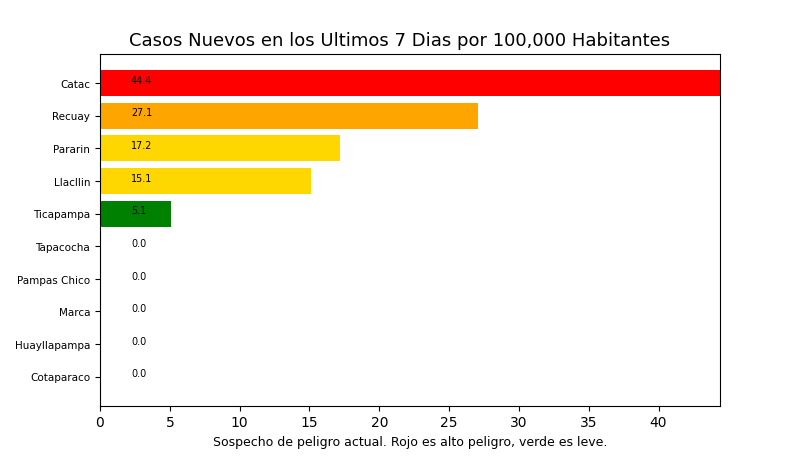 Casos Nuevos en los Ultimos 7 Dias por 100,000 Habitantes
Catac 44.4
Recuay 27.1
Pararin 17.2
Llacllin 15.1
Ticapampa 5.1
Tapacocha 0.0
Pampas Chico 0.0
Marca 0.0
Huayllapampa 0.0
Cotaparaco 0.0
0 5 10 15 20 25 30 35 40
Sospecho de peligro actual. Rojo es alto peligro, verde es leve.